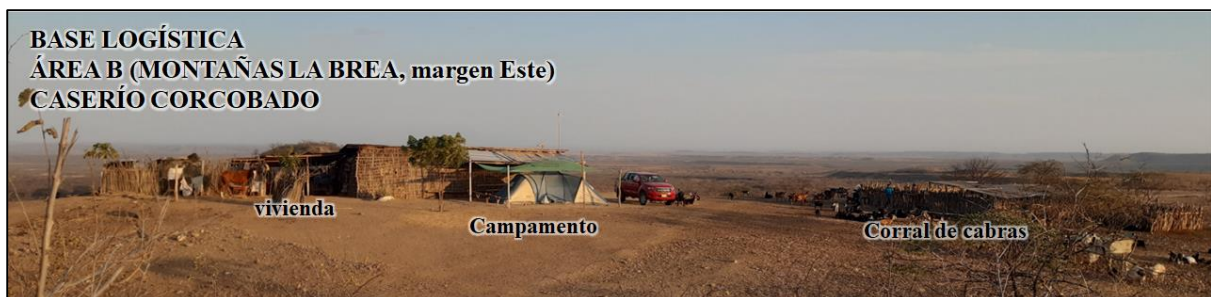 BASE LOGÍSTICA
ÁREA B (MONTAÑAS LA BREA, margen Este)
CASERÍO CORCOBADO
vivienda
Campamento
Corral de cabras